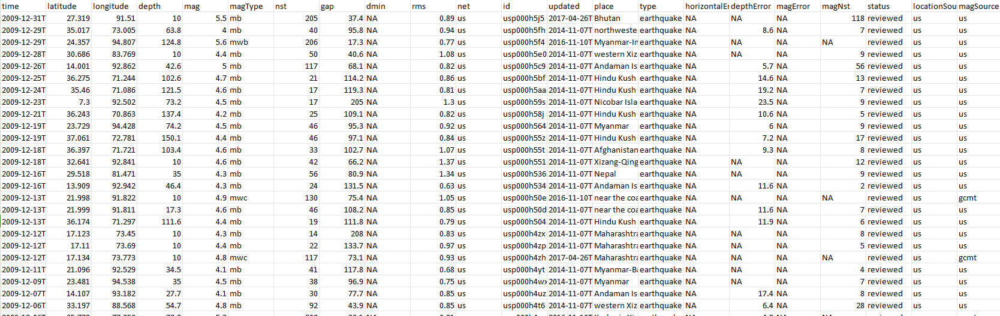 time latitude longitude depth mag magType nst gap dmin rms net id updated place type horizontalEr depthError magError magNst status locationSou magSource
2009-12-31T 27.319 91.51 10 5.5 mb 205 37.4 NA 0.89 us usp000h5j5 2017-04-26T Bhutan earthquake NA NA NA 118 reviewed us us
2009-12-29T 35.017 73.005 63.8 4 mb 40 95.8 NA 0.94 us usp000h5fh 2014-11-07T northweste earthquake NA 8.6 NA 7 reviewed us us
2009-12-29T 24.357 94.807 124.8 5.6 mwb 206 17.3 NA 0.77 us usp000h5f4 2016-11-10T Myanmar-In earthquake NA NA NA NA reviewed us us
2009-12-28T 30.686 83.769 10 4.4 mb 50 40.6 NA 1.08 us usp000h5e0 2014-11-07T western Xiz earthquake NA NA NA 9 reviewed us us
2009-12-26T 14.001 92.862 42.6 5 mb 117 68.1 NA 0.82 us usp000h5c9 2014-11-07T Andaman Is earthquake NA 5.7 NA 56 reviewed us us
2009-12-25T 36.275 71.244 102.6 4.7 mb 21 114.2 NA 0.86 us usp000h5bf 2014-11-07T Hindu Kush earthquake NA 14.6 NA 13 reviewed us us
2009-12-24T 35.46 71.086 121.5 4.6 mb 17 119.3 NA 0.81 us usp000h5aa 2014-11-07T Hindu Kush earthquake NA 19.2 NA 7 reviewed us us
2009-12-23T 7.3 92.502 73.2 4.5 mb 17 205 NA 1.3 us usp000h59s 2014-11-07T Nicobar Isla earthquake NA 23.5 NA 9 reviewed us us
2009-12-21T 36.243 70.863 137.4 4.2 mb 25 109.1 NA 0.82 us usp000h58j 2014-11-07T Hindu Kush earthquake NA 10.6 NA 5 reviewed us us
2009-12-19T 23.729 94.428 74.2 4.5 mb 46 95.3 NA 0.92 us usp000h564 2014-11-07T Myanmar earthquake NA 6 NA 9 reviewed us us
2009-12-19T 37.061 72.781 150.1 4.4 mb 46 97.1 NA 0.84 us usp000h55z 2014-11-07T Hindu Kush earthquake NA 7.2 NA 17 reviewed us us
2009-12-18T 36.397 71.721 103.4 4.6 mb 33 102.7 NA 1.07 us usp000h55t 2014-11-07T Afghanistan earthquake NA 9.3 NA 8 reviewed us us
2009-12-18T 32.641 92.841 10 4.6 mb 42 66.2 NA 1.37 us usp000h551 2014-11-07T Xizang-Qing earthquake NA NA NA 12 reviewed us us
2009-12-16T 29.518 81.471 35 4.3 mb 56 80.9 NA 1.34 us usp000h536 2014-11-07T Nepal earthquake NA NA NA 9 reviewed us us
2009-12-16T 13.909 92.942 46.4 4.3 mb 24 131.5 NA 0.63 us usp000h534 2014-11-07T Andaman Is earthquake NA 11.6 NA 2 reviewed us us
2009-12-13T 21.998 91.822 10 4.9 mwc 130 75.4 NA 1.05 us usp000h50e 2016-11-10T near the coa earthquake NA NA NA NA reviewed us gcmt
2009-12-13T 21.999 91.811 17.3 4.6 mb 46 108.2 NA 0.85 us usp000h50d 2014-11-07T near the coa earthquake NA 11.6 NA 7 reviewed us us
2009-12-13T 36.174 71.297 111.6 4.4 mb 19 111.8 NA 0.79 us usp000h504 2014-11-07T Hindu Kush earthquake NA 11.9 NA 6 reviewed us us
2009-12-12T 17.123 73.45 10 4.3 mb 14 208 NA 0.83 us usp000h4zx 2014-11-07T Maharashtra earthquake NA NA NA 8 reviewed us us
2009-12-12T 17.11 73.69 10 4.4 mb 22 133.7 NA 0.97 us usp000h4zp 2014-11-07T Maharashtra earthquake NA NA NA 5 reviewed us us
2009-12-12T 17.134 73.773 10 4.8 mwc 117 73.1 NA 0.93 us usp000h4zh 2017-04-26T Maharashtra earthquake NA NA NA NA reviewed us gcmt
2009-12-11T 21.096 92.529 34.5 4.1 mb 41 117.8 NA 0.68 us usp000h4yt 2014-11-07T Myanmar-Ba earthquake NA NA NA 4 reviewed us us
2009-12-09T 23.481 94.538 35 4.5 mb 38 96.9 NA 0.75 us usp000h4wx 2014-11-07T Myanmar earthquake NA NA NA 7 reviewed us us
2009-12-07T 14.107 93.182 27.7 4.1 mb 30 77.7 NA 0.85 us usp000h4uz 2014-11-07T Andaman Is earthquake NA 17.4 NA 8 reviewed us us
2009-12-06T 33.197 88.568 54.7 4.8 mb 92 43.9 NA 0.85 us usp000h4t6 2014-11-07T western Xiz earthquake NA 6.4 NA 28 reviewed us us